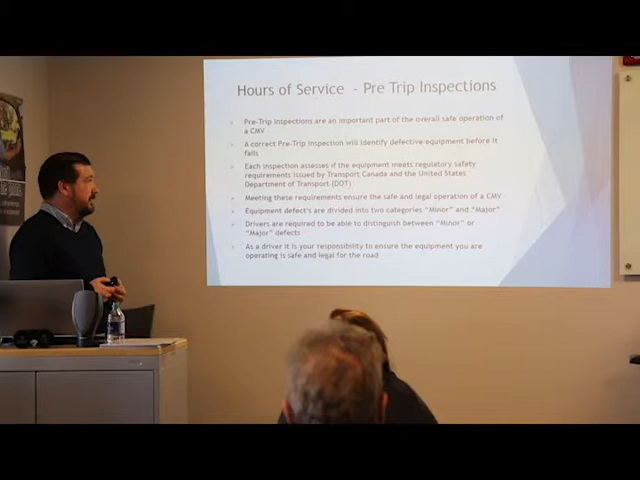 Hours of Service - Pre Trip Inspections
Pre-Trip inspections are an important part of the overall safe operation of
a CMV
A correct Pre-Trip inspection will identify defective equipment before it
fails
Each inspection assesses if the equipment meets regulatory safety
requirements issued by Transport Canada and the United States
Department of Transport (DOT)
Meeting these requirements ensure the safe and legal operation of a CMV
Equipment defect's are divided into two categories "Minor" and "Major"
Drivers are required to be able to distinguish between "Minor" or
"Major" defects
As a driver it is your responsibility to ensure the equipment you are
operating is safe and legal for the road